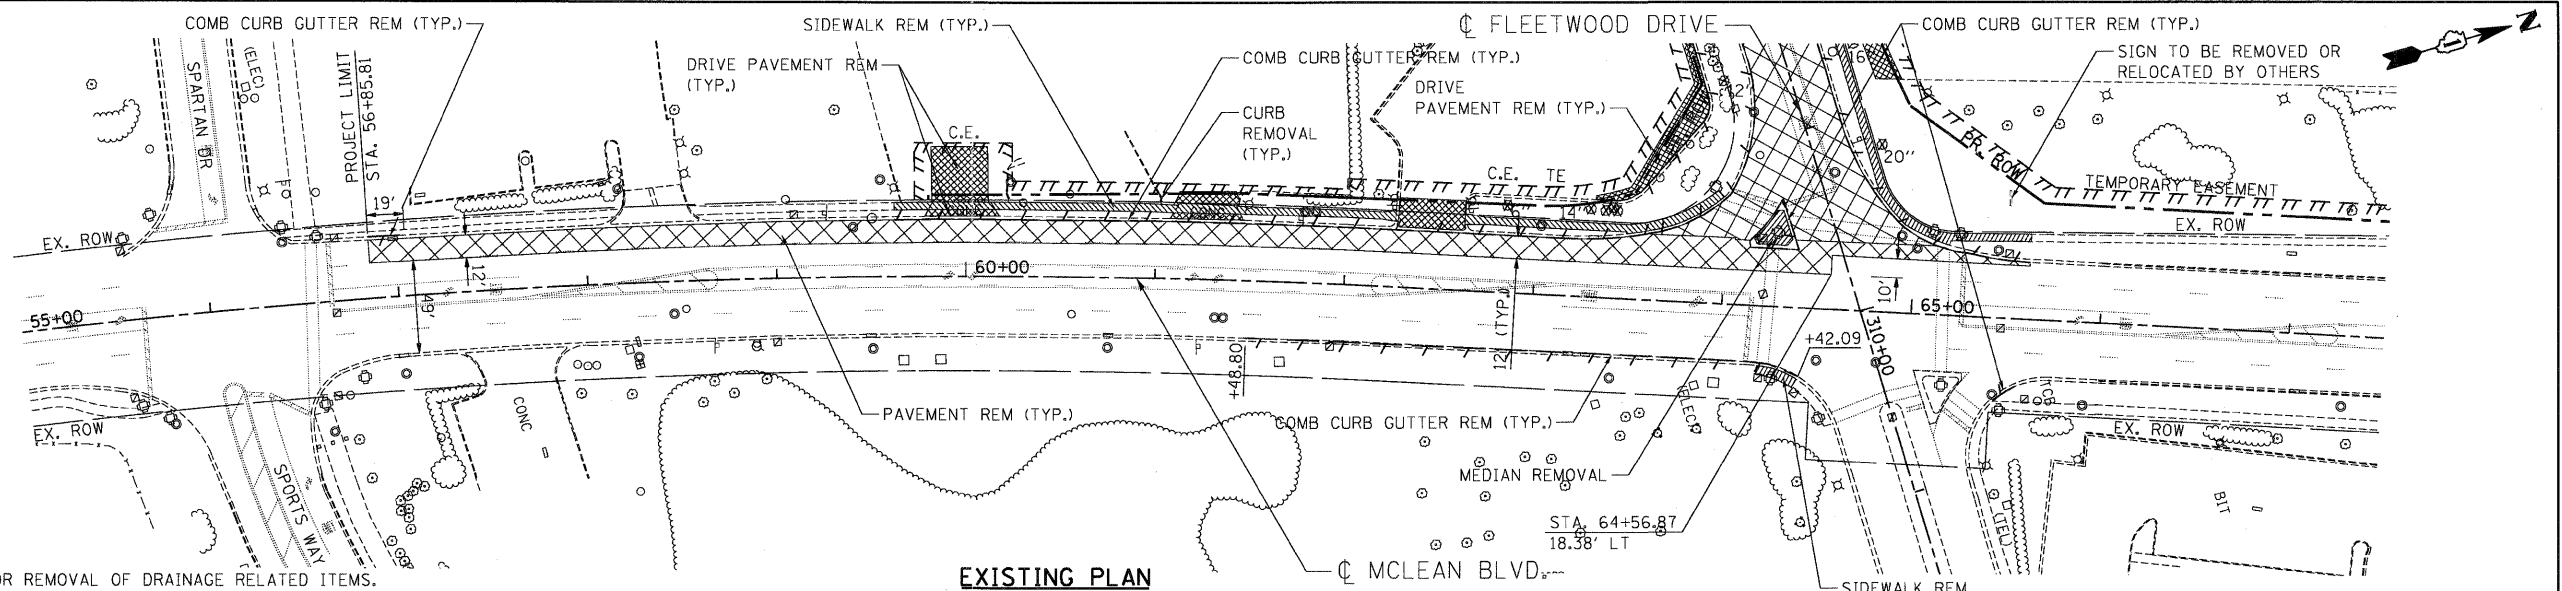 COMB CURB GUTTER REM (TYP.)
SIDEWALK REM (TYP.)
℄ FLEETWOOD DRIVE
COMB CURB GUTTER REM (TYP.)
N
SPARTAN DR
(ELEC)
PROJECT LIMIT
STA. 56+85.81
DRIVE PAVEMENT REM
(TYP.)
COMB CURB GUTTER REM (TYP.)
CURB
REMOVAL
(TYP.)
DRIVE
PAVEMENT REM (TYP.)
SIGN TO BE REMOVED OR
RELOCATED BY OTHERS
C.E.
C.E.
TE
20"
PR. ROW
TEMPORARY EASEMENT
19'
14"
EX. ROW
EX. ROW
55+00
12'
49'
60+00
12' (TYP.)
10'
65+00
310+00
+42.09
+48.80
EX. ROW
SPORTS WAY
CONC
PAVEMENT REM (TYP.)
COMB CURB GUTTER REM (TYP.)
(ELEC)
MEDIAN REMOVAL
STA. 64+56.87
18.38' LT
TCB
EX. ROW
(TEL)
BIT
OR REMOVAL OF DRAINAGE RELATED ITEMS.
EXISTING PLAN
℄ MCLEAN BLVD.
SIDEWALK REM